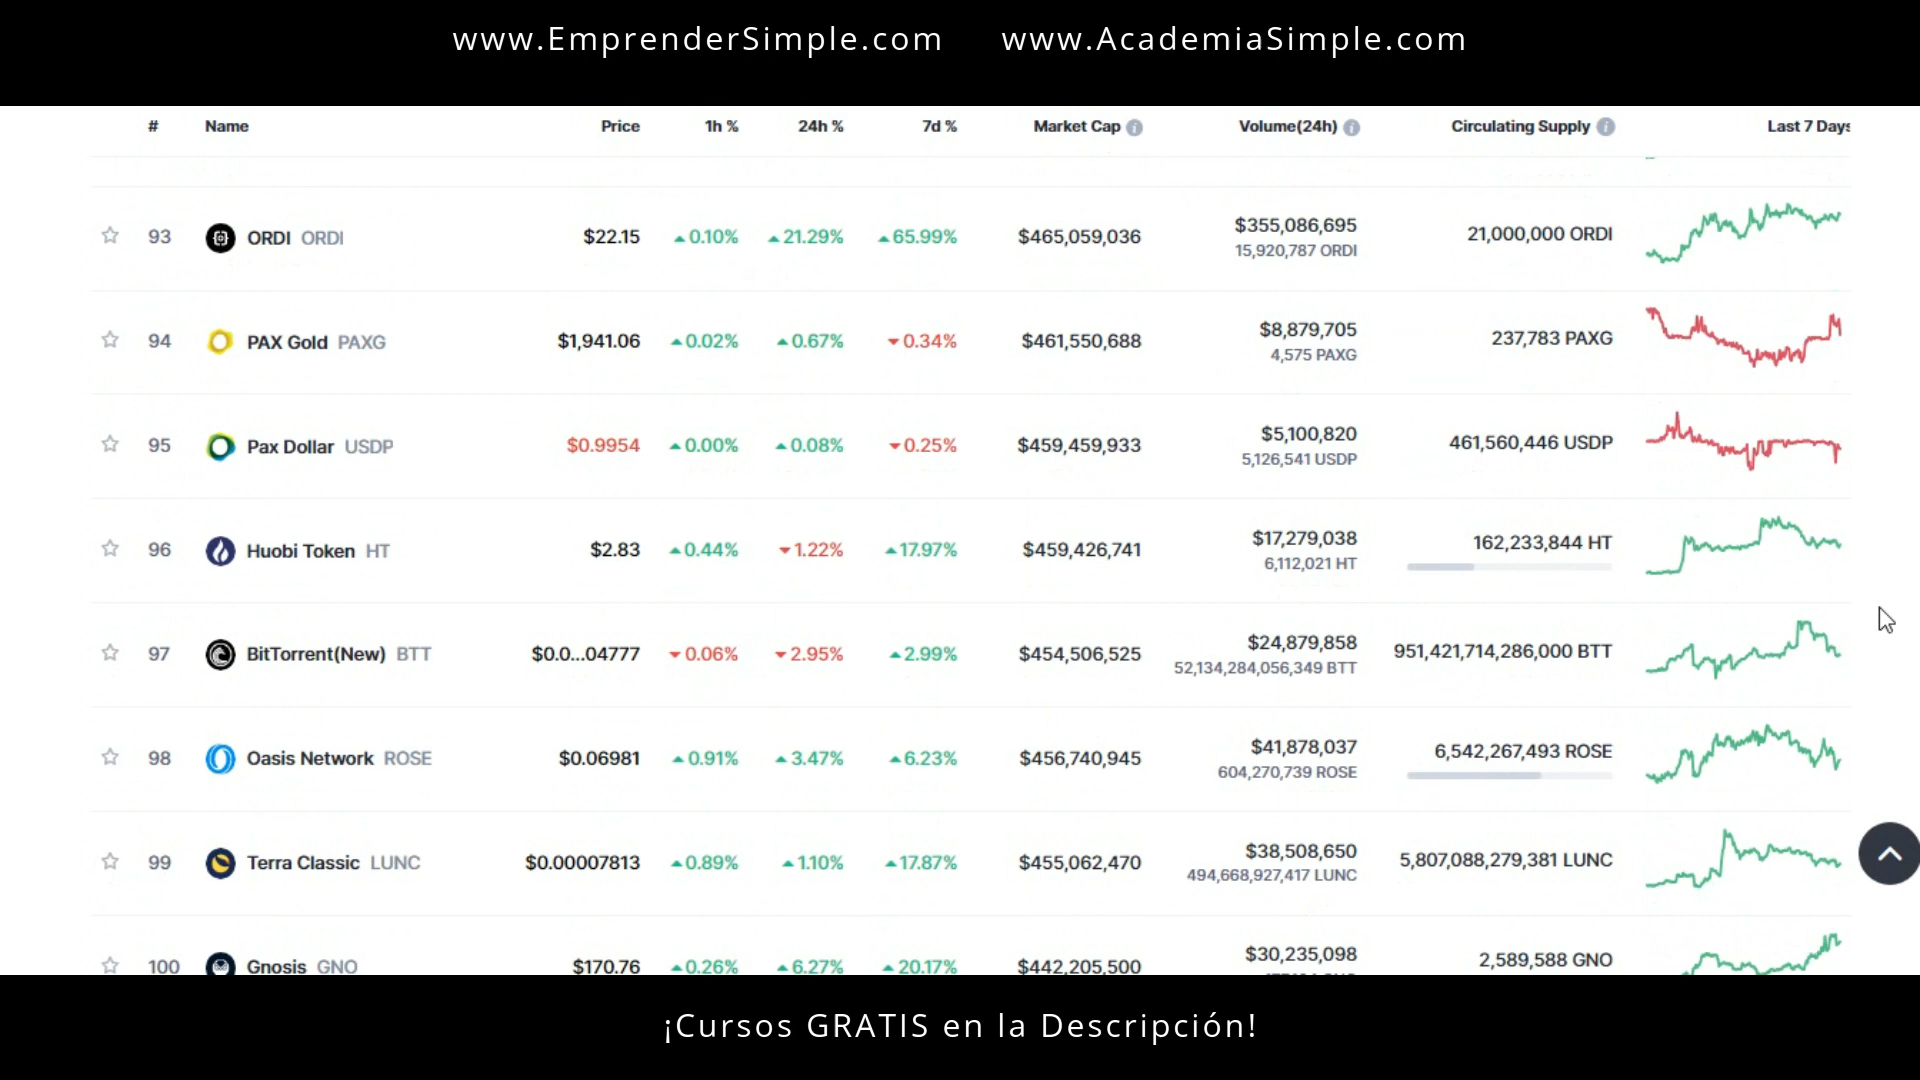 www.EmprenderSimple.com www.AcademiaSimple.com
# Name Price 1h % 24h % 7d % Market Cap Volume(24h) Circulating Supply Last 7 Days
93 ORDI ORDI $22.15 0.10% 21.29% 65.99% $465,059,036 $355,086,695 21,000,000 ORDI
15,920,787 ORDI
94 PAX Gold PAXG $1,941.06 0.02% 0.67% 0.34% $461,550,688 $8,879,705 237,783 PAXG
4,575 PAXG
95 Pax Dollar USDP $0.9954 0.00% 0.08% 0.25% $459,459,933 $5,100,820 461,560,446 USDP
5,126,541 USDP
96 Huobi Token HT $2.83 0.44% 1.22% 17.97% $459,426,741 $17,279,038 162,233,844 HT
6,112,021 HT
97 BitTorrent(New) BTT $0.0...04777 0.06% 2.95% 2.99% $454,506,525 $24,879,858 951,421,714,286,000 BTT
52,134,284,056,349 BTT
98 Oasis Network ROSE $0.06981 0.91% 3.47% 6.23% $456,740,945 $41,878,037 6,542,267,493 ROSE
604,270,739 ROSE
99 Terra Classic LUNC $0.00007813 0.89% 1.10% 17.87% $455,062,470 $38,508,650 5,807,088,279,381 LUNC
494,668,927,417 LUNC
100 Gnosis GNO $170.76 0.26% 6.27% 20.17% $442,205,500 $30,235,098 2,589,588 GNO
¡Cursos GRATIS en la Descripción!